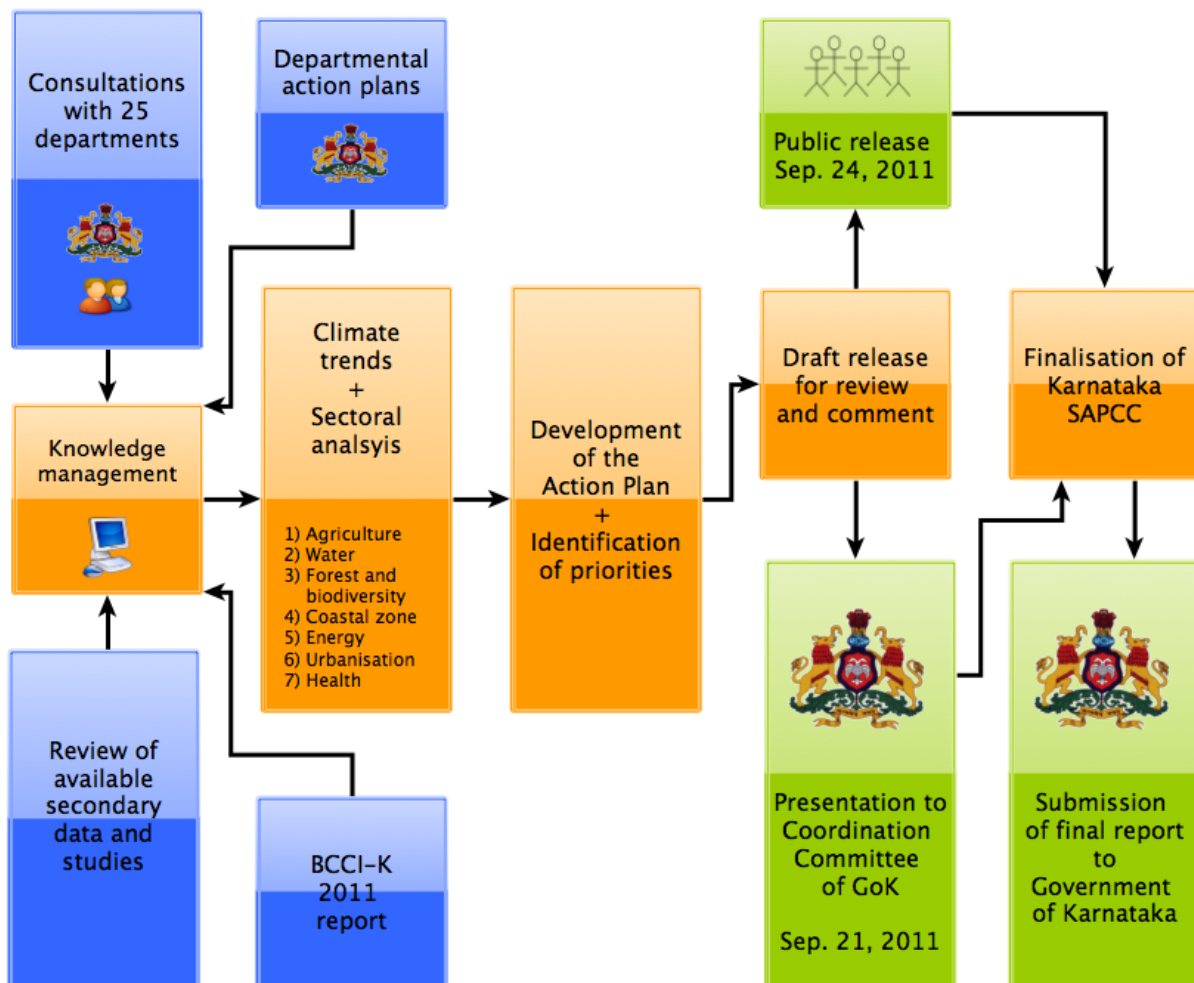 Consultations
with 25
departments
Departmental
action plans
Public release
Sep. 24, 2011
Knowledge
management
Climate
trends
+
Sectoral
analsyis
1) Agriculture
2) Water
3) Forest and
biodiversity
4) Coastal zone
5) Energy
6) Urbanisation
7) Health
Development
of the
Action Plan
+
Identification
of priorities
Draft release
for review
and comment
Finalisation of
Karnataka
SAPCC
Review of
available
secondary
data and
studies
BCCI-K
2011
report
Presentation to
Coordination
Committee
of GoK
Sep. 21, 2011
Submission
of final report
to
Government
of Karnataka